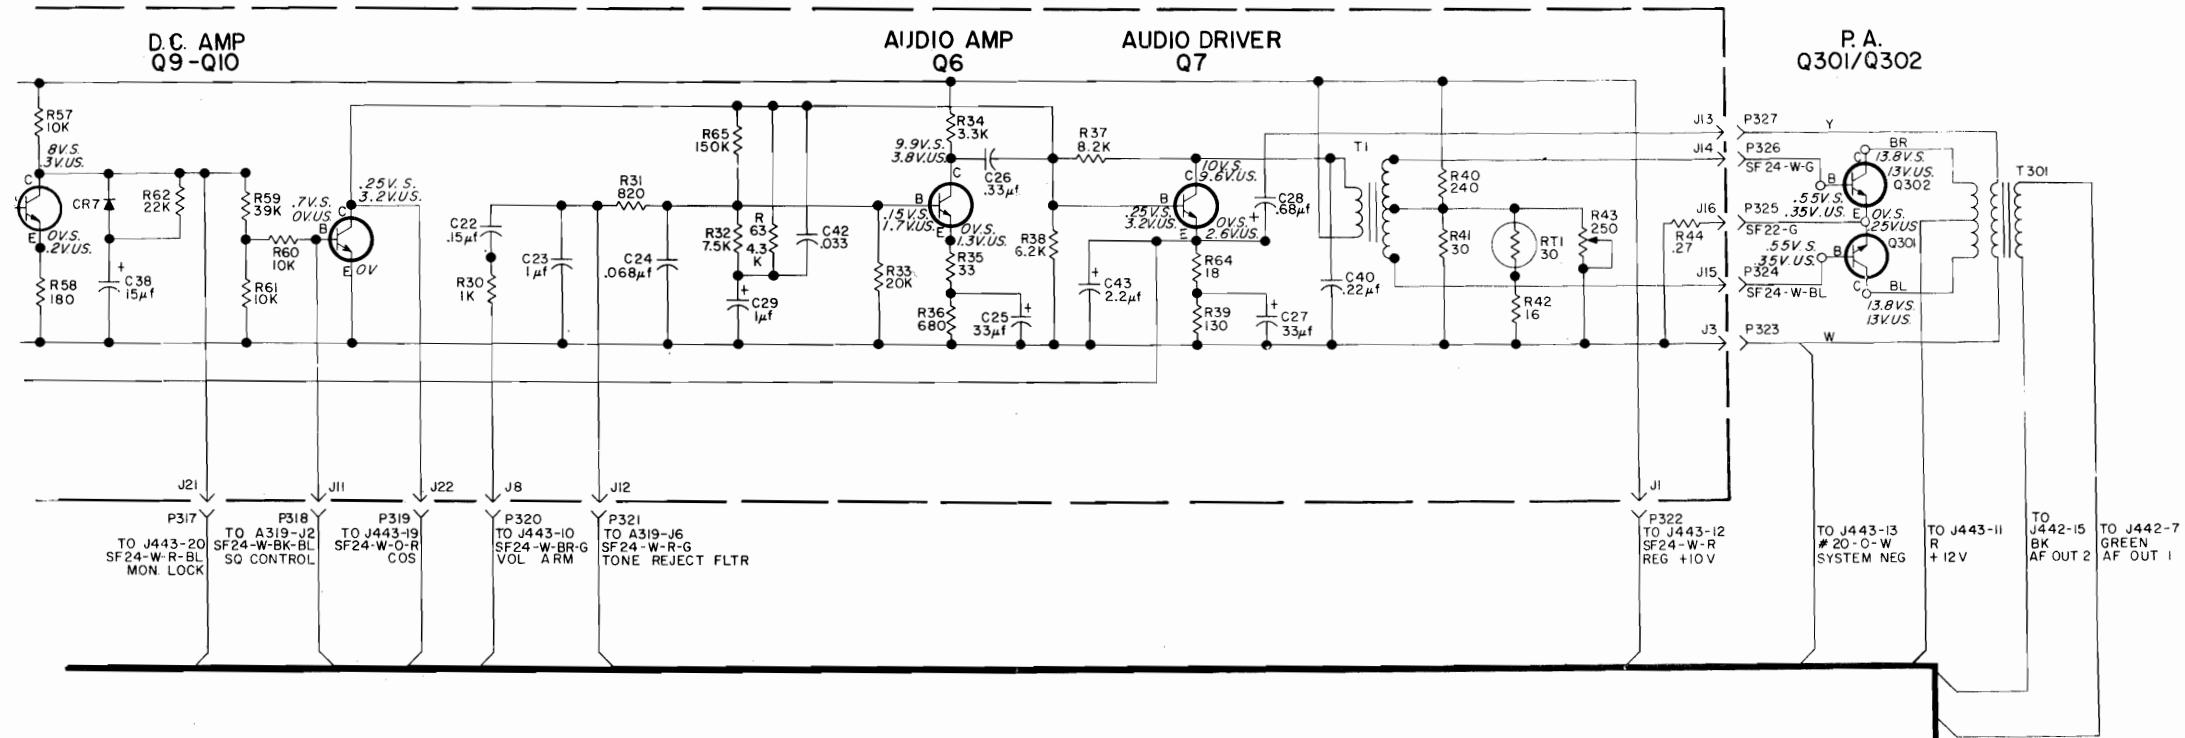 D.C. AMP
Q9-Q10
AUDIO AMP
Q6
AUDIO DRIVER
Q7
P.A.
Q301/Q302
R57
10K
8V.S.
.3V.US.
C
E
0V.S.
.2V.US.
R58
180
CR7
+
C38
15µf
R62
22K
R59
39K
R60
10K
R61
10K
.7V.S.
0V.US.
C
B
E 0V
.25V.S.
3.2V.US.
C22
.15µf
R30
1K
C23
1µf
R31
820
C24
.068µf
R65
150K
R32
7.5K
R
63
4.3
K
C42
.033
+
C29
1µf
R33
20K
9.9V.S.
3.8V.US.
R34
3.3K
C
B
.15V.S.
1.7V.US.
E
0V.S.
1.3V.US.
R35
33
R36
680
C25
33µf
+
C26
.33µf
R37
8.2K
R38
6.2K
+
C43
2.2µf
10V.S.
9.6V.US.
C
B
.25V.S.
3.2V.US.
E
0V.S.
2.6V.US.
R64
18
R39
130
+
C27
33µf
C28
.68µf
+
T1
C40
.22µf
R40
240
R41
30
RT1
30
R42
16
R43
250
R44
.27
J13
P327
Y
J14
P326
SF24-W-G
J16
P325
SF22-G
J15
P324
SF24-W-BL
J3
P323
W
BR
C
13.8V.S.
13V.US.
Q302
B
.55V.S.
.35V.US.
E
0V.S.
.25V.US.
Q301
.55V.S.
.35V.US.
B
C
BL
13.8V.S.
13V.US.
T301
J21
J11
J22
J8
J12
J1
P317
TO J443-20
SF24-W-R-BL
MON. LOCK
P318
TO A319-J2
SF24-W-BK-BL
SQ CONTROL
P319
TO J443-19
SF24-W-O-R
COS
P320
TO J443-10
SF24-W-BR-G
VOL ARM
P321
TO A319-J6
SF24-W-R-G
TONE REJECT FLTR
P322
TO J443-12
SF24-W-R
REG +10V
TO J443-13
#20-O-W
SYSTEM NEG
TO J443-11
R
+12V
TO
J442-15
BK
AF OUT 2
TO J442-7
GREEN
AF OUT 1